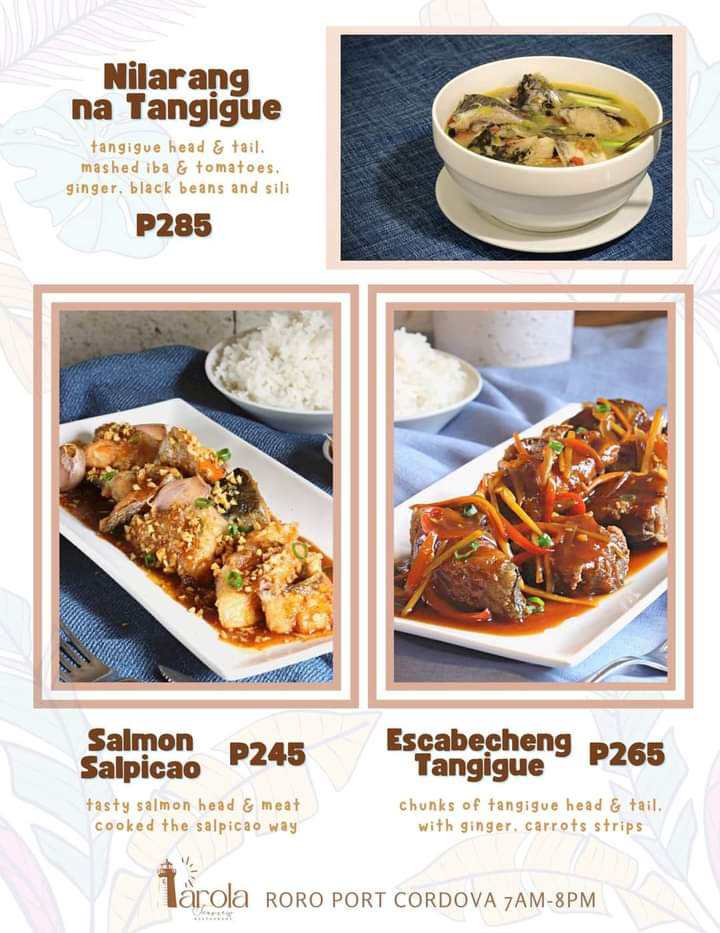 Nilarang
na Tangigue
tangigue head & tail,
mashed iba & tomatoes,
ginger, black beans and sili
P285
Salmon
Salpicao
P245
tasty salmon head & meat
cooked the salpicao way
Escabecheng
Tangigue
P265
chunks of tangigue head & tail,
with ginger, carrots strips
Parola
RESTAURANT
RORO PORT CORDOVA 7AM-8PM